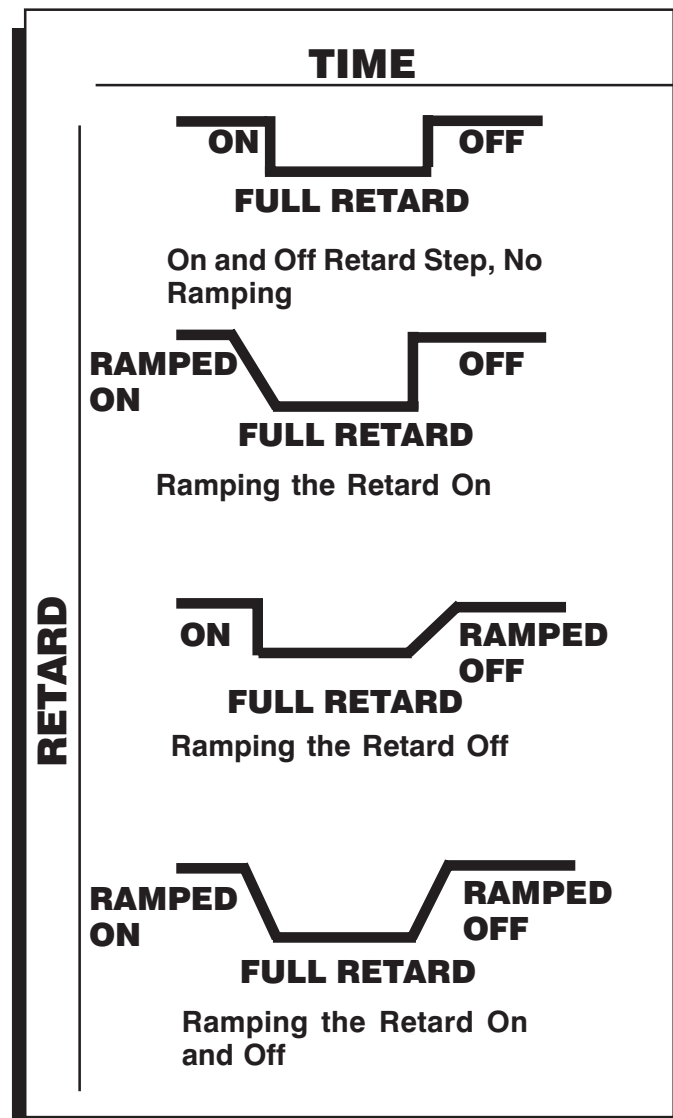 TIME
ON
OFF
FULL RETARD
On and Off Retard Step, No
Ramping
RAMPED
ON
OFF
FULL RETARD
Ramping the Retard On
RETARD
ON
RAMPED
OFF
FULL RETARD
Ramping the Retard Off
RAMPED
ON
RAMPED
OFF
FULL RETARD
Ramping the Retard On
and Off